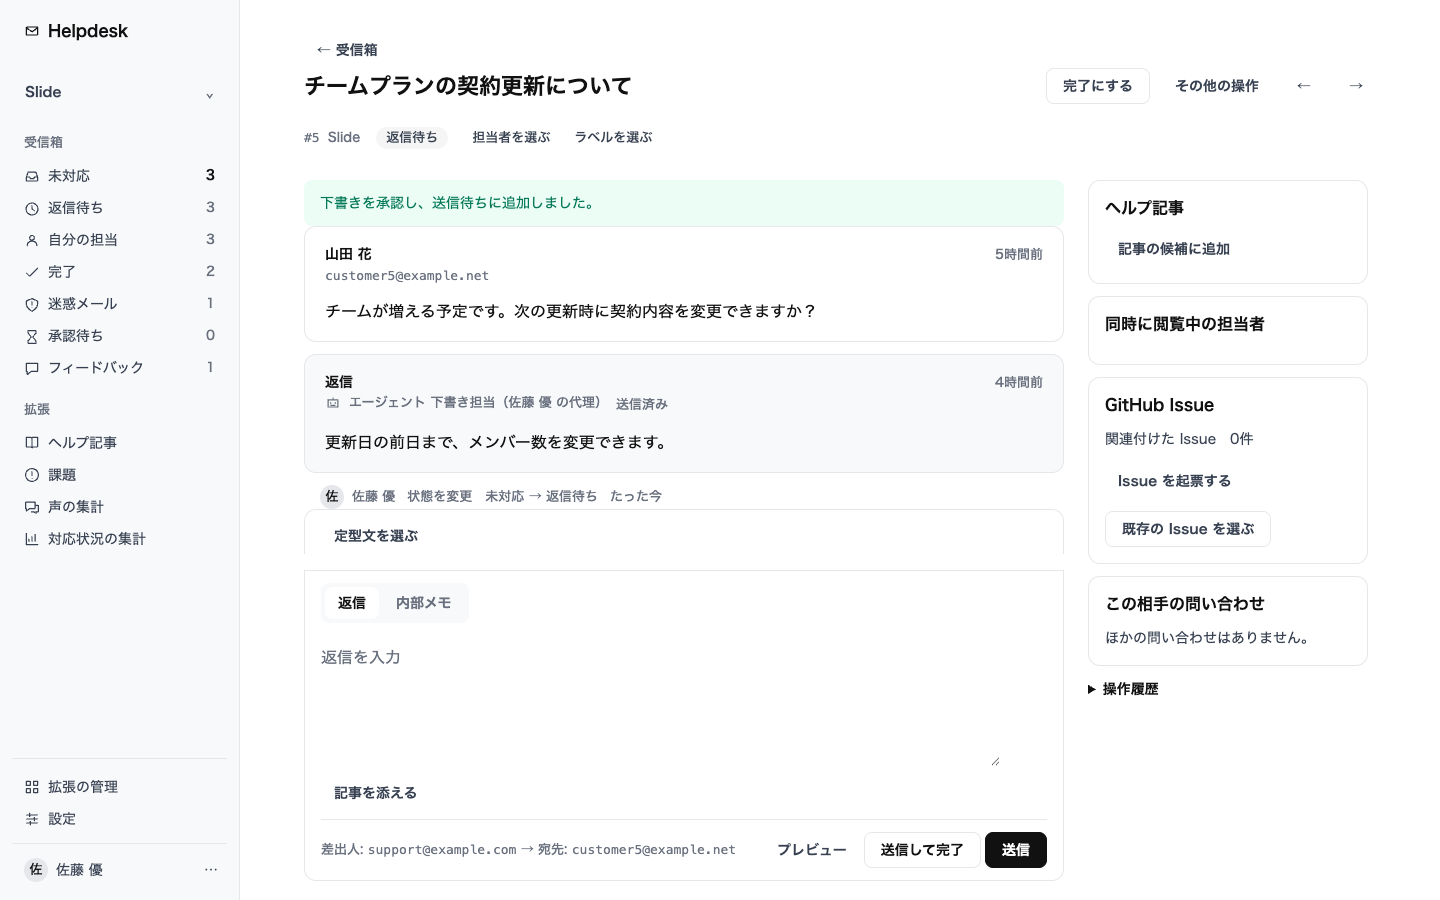 Helpdesk
Slide
受信箱
未対応 3
返信待ち 3
自分の担当 3
完了 2
迷惑メール 1
承認待ち 0
フィードバック 1
拡張
ヘルプ記事
課題
声の集計
対応状況の集計
拡張の管理
設定
佐 佐藤 優 …
← 受信箱
チームプランの契約更新について
完了にする その他の操作 ← →
#5 Slide 返信待ち 担当者を選ぶ ラベルを選ぶ
下書きを承認し、送信待ちに追加しました。
山田 花 5時間前
customer5@example.net
チームが増える予定です。次の更新時に契約内容を変更できますか？
返信 4時間前
エージェント 下書き担当（佐藤 優 の代理） 送信済み
更新日の前日まで、メンバー数を変更できます。
佐 佐藤 優 状態を変更 未対応 → 返信待ち たった今
定型文を選ぶ
返信 内部メモ
返信を入力
記事を添える
差出人: support@example.com → 宛先: customer5@example.net プレビュー 送信して完了 送信
ヘルプ記事
記事の候補に追加
同時に閲覧中の担当者
GitHub Issue
関連付けた Issue 0件
Issue を起票する
既存の Issue を選ぶ
この相手の問い合わせ
ほかの問い合わせはありません。
▶ 操作履歴